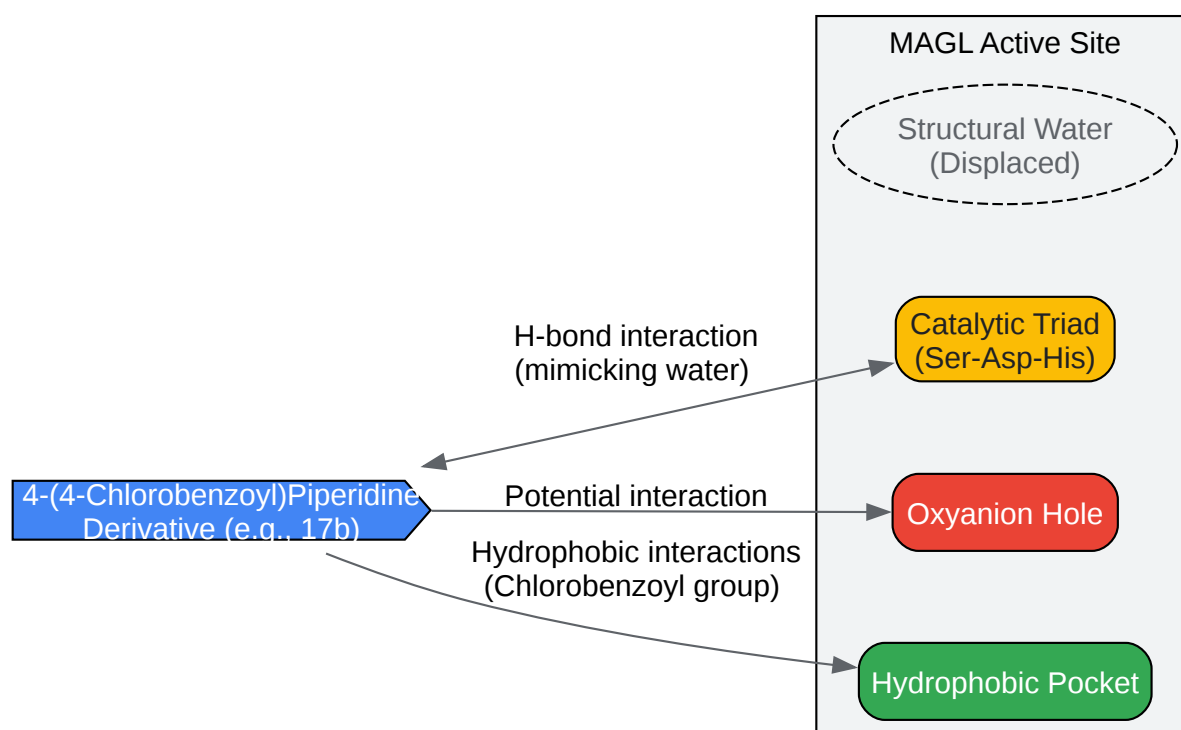 MAGL Active Site
Structural Water
(Displaced)
H-bond interaction
(mimicking water)
Catalytic Triad
(Ser-Asp-His)
4-(4-Chlorobenzoyl)Piperidine
Derivative (e.g., 17b)
Potential interaction
Oxyanion Hole
Hydrophobic interactions
(Chlorobenzoyl group)
Hydrophobic Pocket